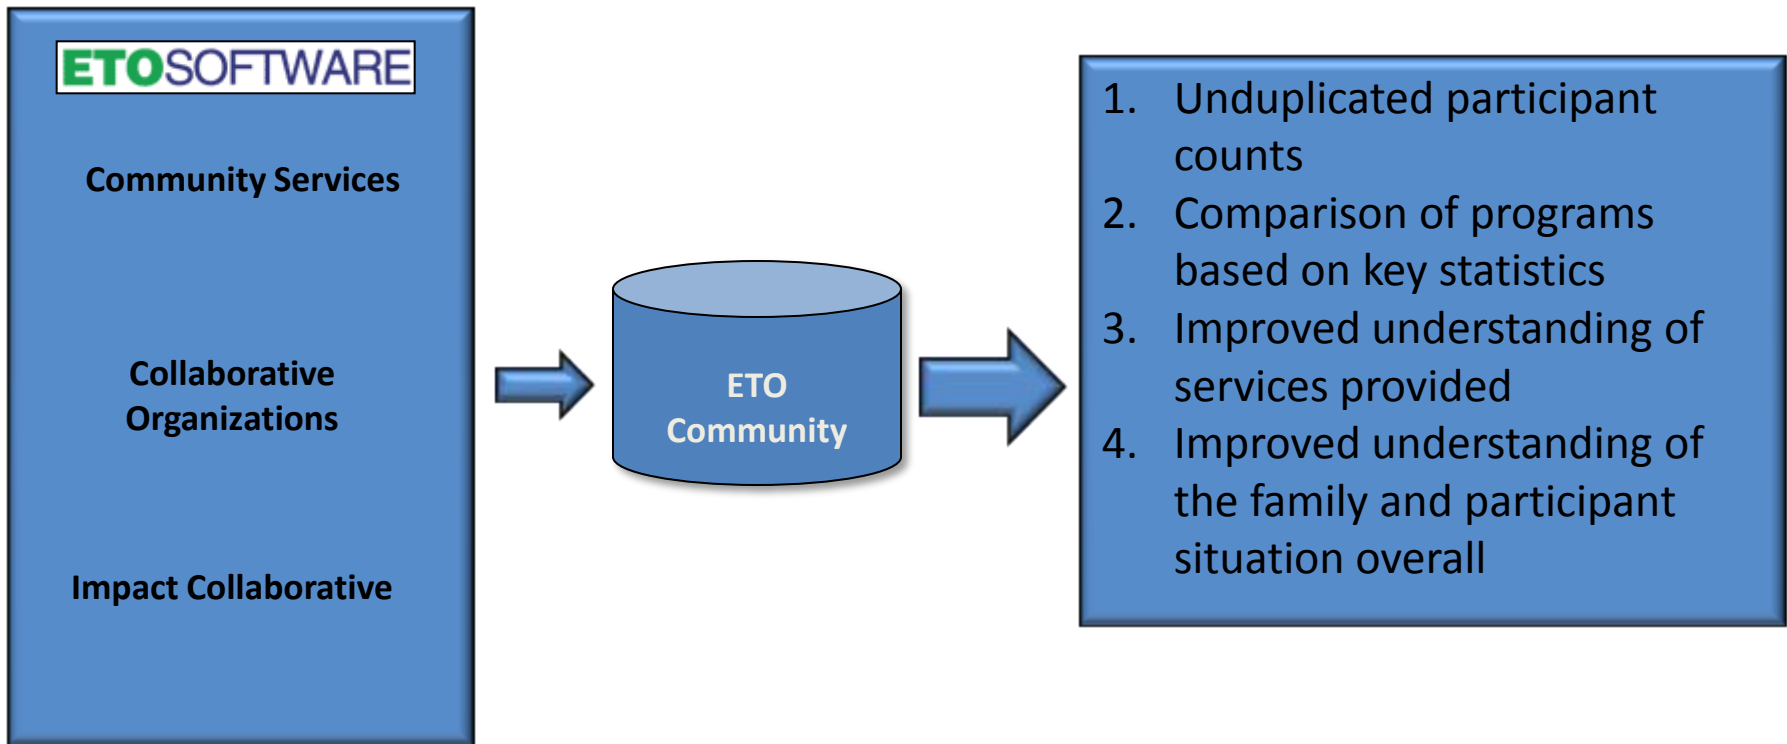 ETOSOFTWARE
Community Services
Collaborative
Organizations
Impact Collaborative
ETO
Community
1. Unduplicated participant
counts
2. Comparison of programs
based on key statistics
3. Improved understanding of
services provided
4. Improved understanding of
the family and participant
situation overall